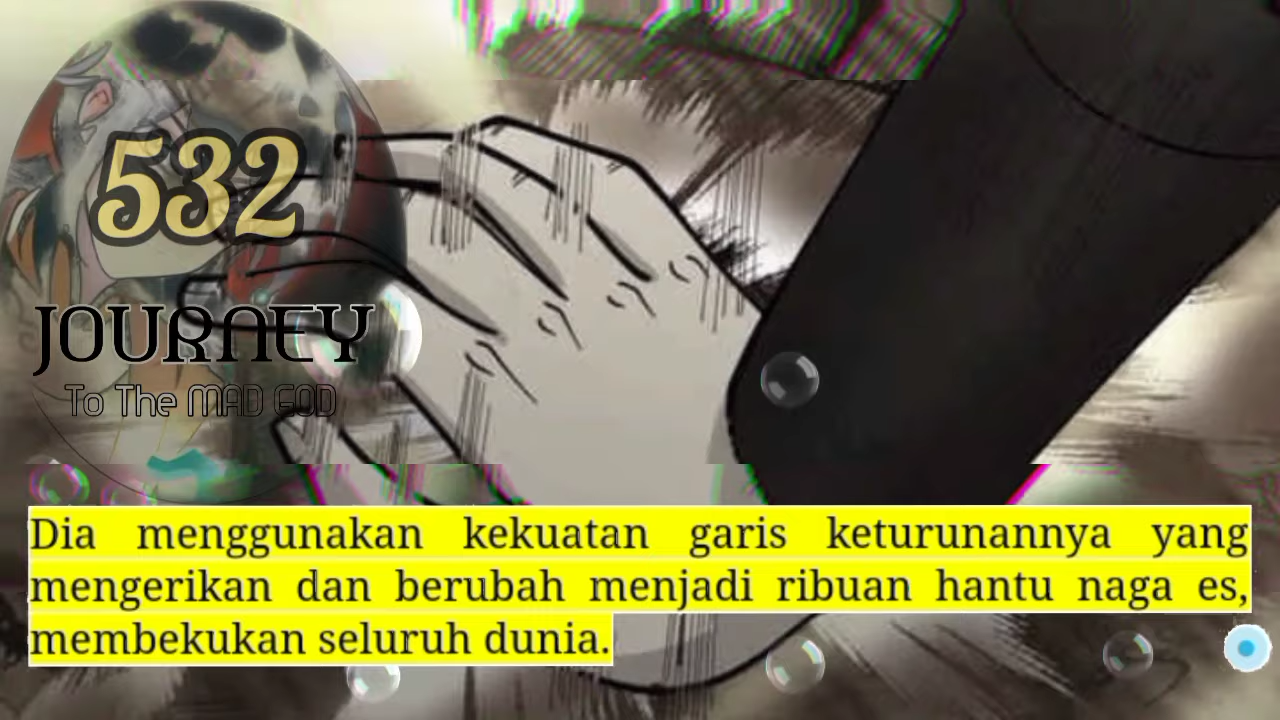 532
JOURNEY
To The MAD GOD
Dia menggunakan kekuatan garis keturunannya yang
mengerikan dan berubah menjadi ribuan hantu naga es,
membekukan seluruh dunia.